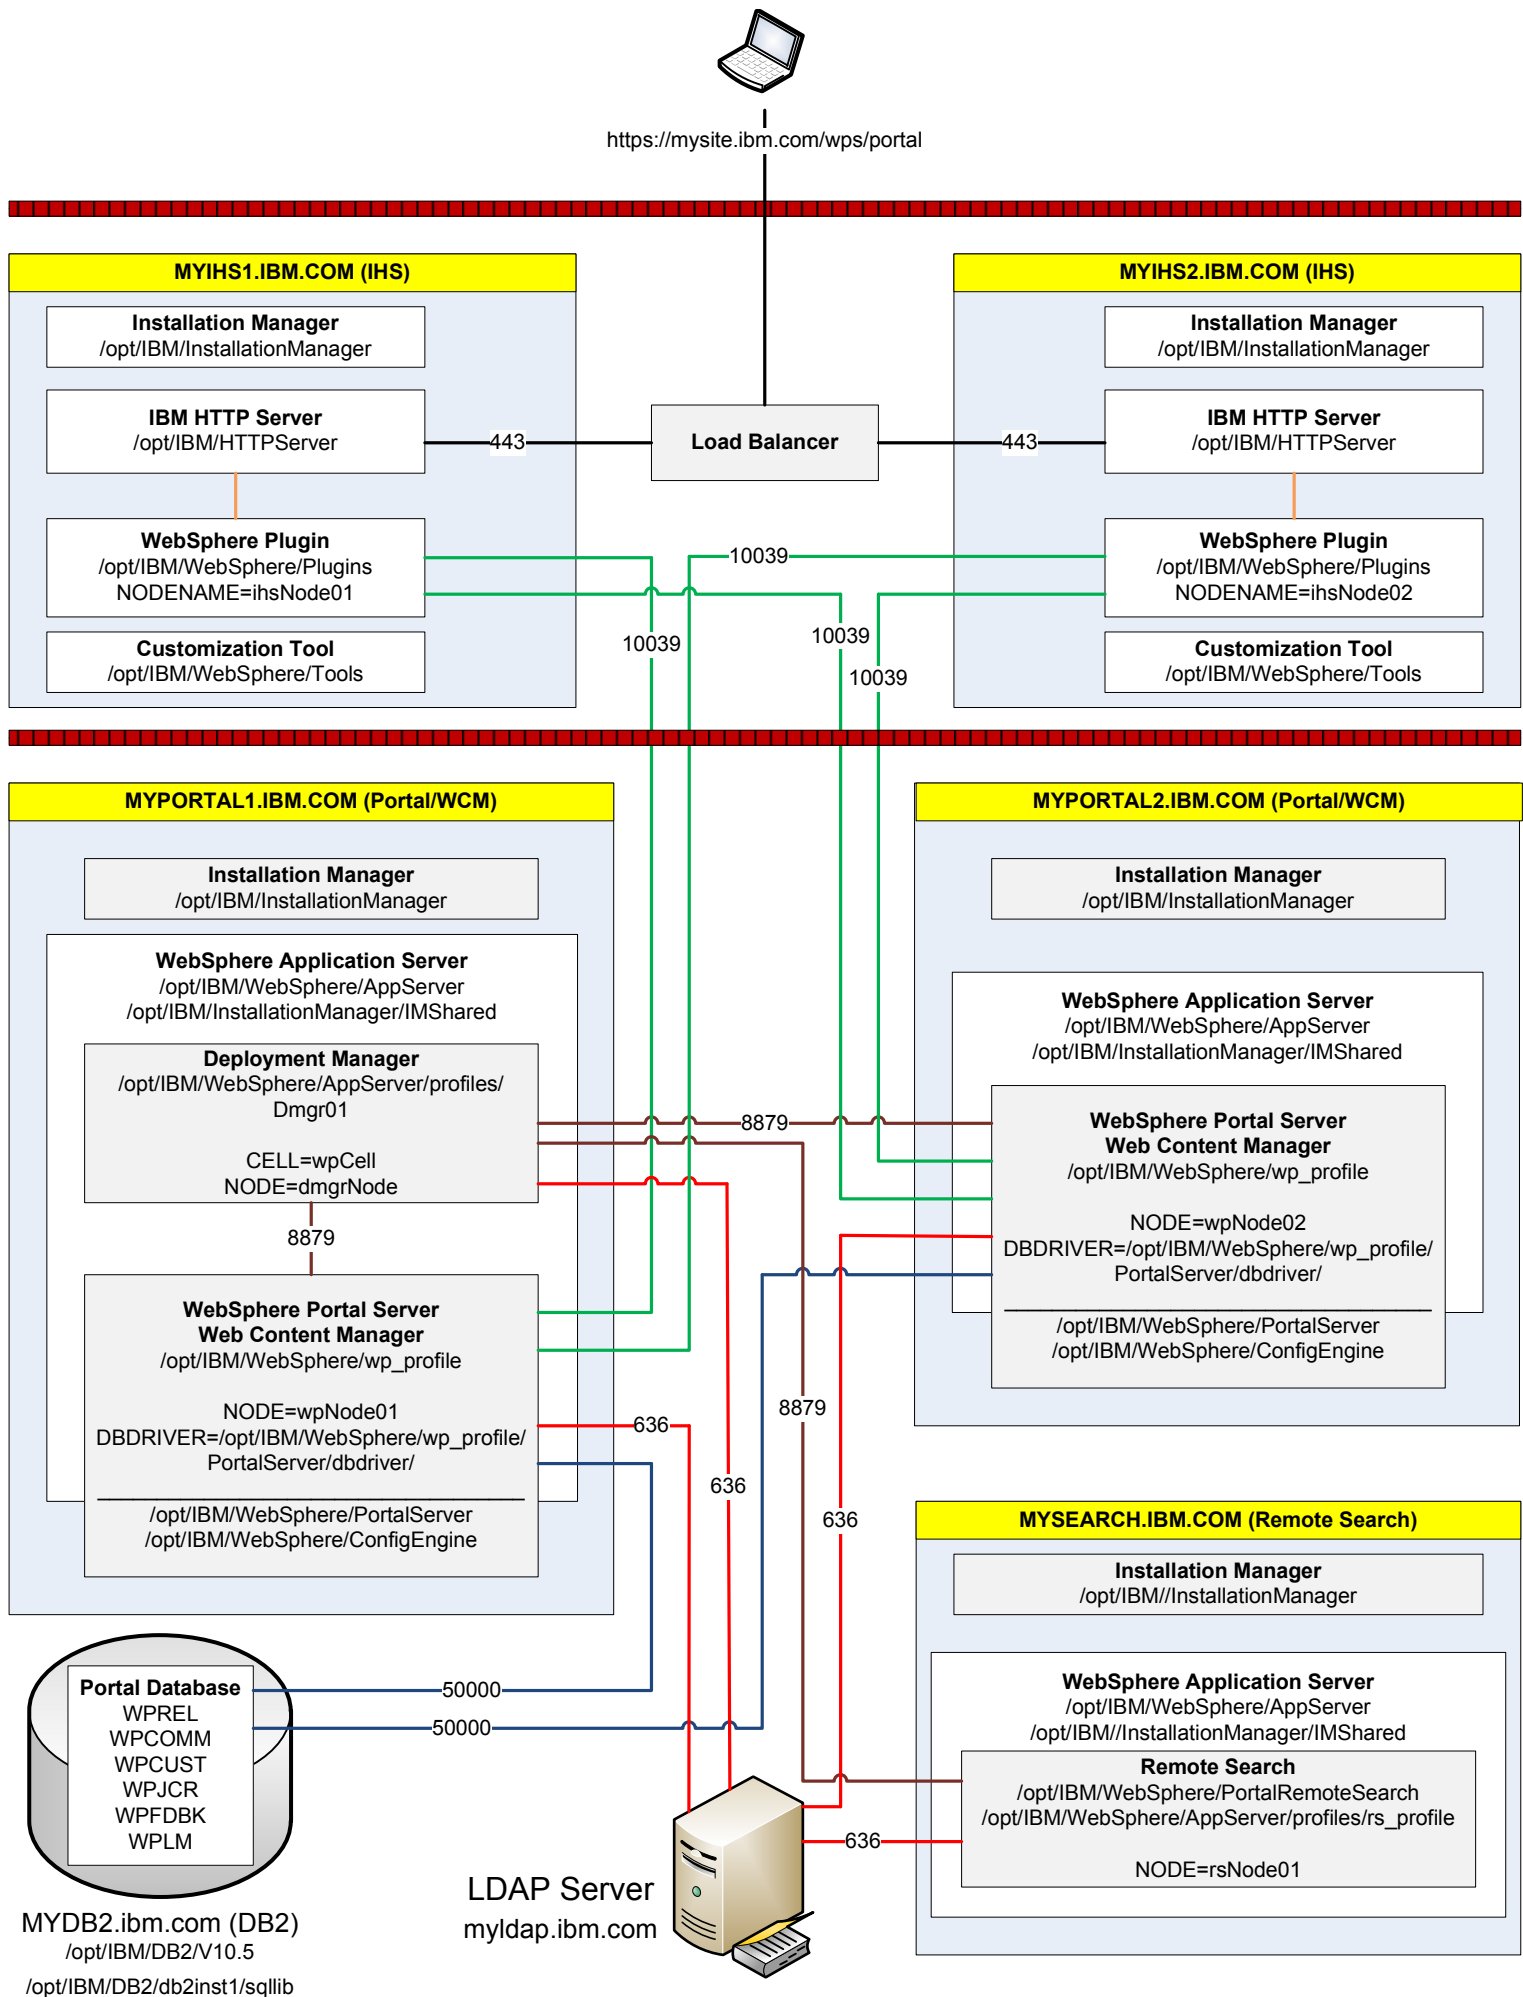 https://mysite.ibm.com/wps/portal
MYIHS1.IBM.COM (IHS)
Installation Manager
/opt/IBM/InstallationManager
IBM HTTP Server
/opt/IBM/HTTPServer
WebSphere Plugin
/opt/IBM/WebSphere/Plugins
NODENAME=ihsNode01
Customization Tool
/opt/IBM/WebSphere/Tools
443
Load Balancer
443
MYIHS2.IBM.COM (IHS)
Installation Manager
/opt/IBM/InstallationManager
IBM HTTP Server
/opt/IBM/HTTPServer
WebSphere Plugin
/opt/IBM/WebSphere/Plugins
NODENAME=ihsNode02
Customization Tool
/opt/IBM/WebSphere/Tools
10039
10039
10039
10039
MYPORTAL1.IBM.COM (Portal/WCM)
Installation Manager
/opt/IBM/InstallationManager
WebSphere Application Server
/opt/IBM/WebSphere/AppServer
/opt/IBM/InstallationManager/IMShared
Deployment Manager
/opt/IBM/WebSphere/AppServer/profiles/
Dmgr01
CELL=wpCell
NODE=dmgrNode
8879
WebSphere Portal Server
Web Content Manager
/opt/IBM/WebSphere/wp_profile
NODE=wpNode01
DBDRIVER=/opt/IBM/WebSphere/wp_profile/
PortalServer/dbdriver/
/opt/IBM/WebSphere/PortalServer
/opt/IBM/WebSphere/ConfigEngine
8879
8879
636
636
636
MYPORTAL2.IBM.COM (Portal/WCM)
Installation Manager
/opt/IBM/InstallationManager
WebSphere Application Server
/opt/IBM/WebSphere/AppServer
/opt/IBM/InstallationManager/IMShared
WebSphere Portal Server
Web Content Manager
/opt/IBM/WebSphere/wp_profile
NODE=wpNode02
DBDRIVER=/opt/IBM/WebSphere/wp_profile/
PortalServer/dbdriver/
/opt/IBM/WebSphere/PortalServer
/opt/IBM/WebSphere/ConfigEngine
MYSEARCH.IBM.COM (Remote Search)
Installation Manager
/opt/IBM//InstallationManager
WebSphere Application Server
/opt/IBM/WebSphere/AppServer
/opt/IBM//InstallationManager/IMShared
Remote Search
/opt/IBM/WebSphere/PortalRemoteSearch
/opt/IBM/WebSphere/AppServer/profiles/rs_profile
NODE=rsNode01
Portal Database
WPREL
WPCOMM
WPCUST
WPJCR
WPFDBK
WPLM
50000
50000
636
MYDB2.ibm.com (DB2)
/opt/IBM/DB2/V10.5
/opt/IBM/DB2/db2inst1/sqllib
LDAP Server
myldap.ibm.com